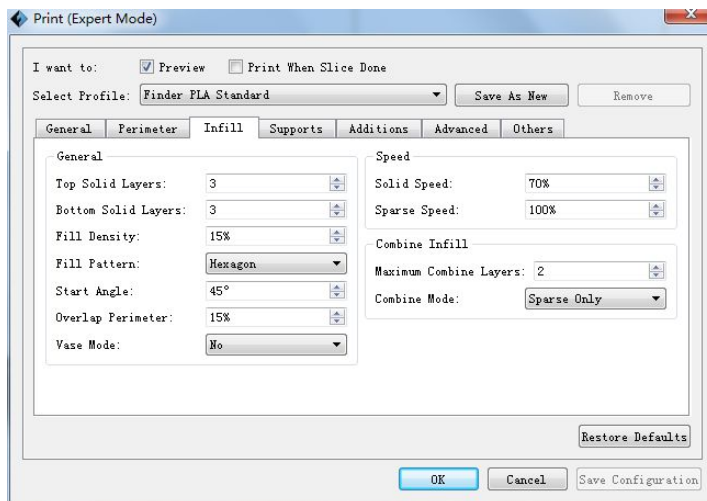 Print (Expert Mode)
I want to: Preview Print When Slice Done
Select Profile: Finder PLA Standard Save As New Remove
General Perimeter Infill Supports Additions Advanced Others
General
Top Solid Layers: 3
Bottom Solid Layers: 3
Fill Density: 15%
Fill Pattern: Hexagon
Start Angle: 45°
Overlap Perimeter: 15%
Vase Mode: No
Speed
Solid Speed: 70%
Sparse Speed: 100%
Combine Infill
Maximum Combine Layers: 2
Combine Mode: Sparse Only
Restore Defaults
OK Cancel Save Configuration